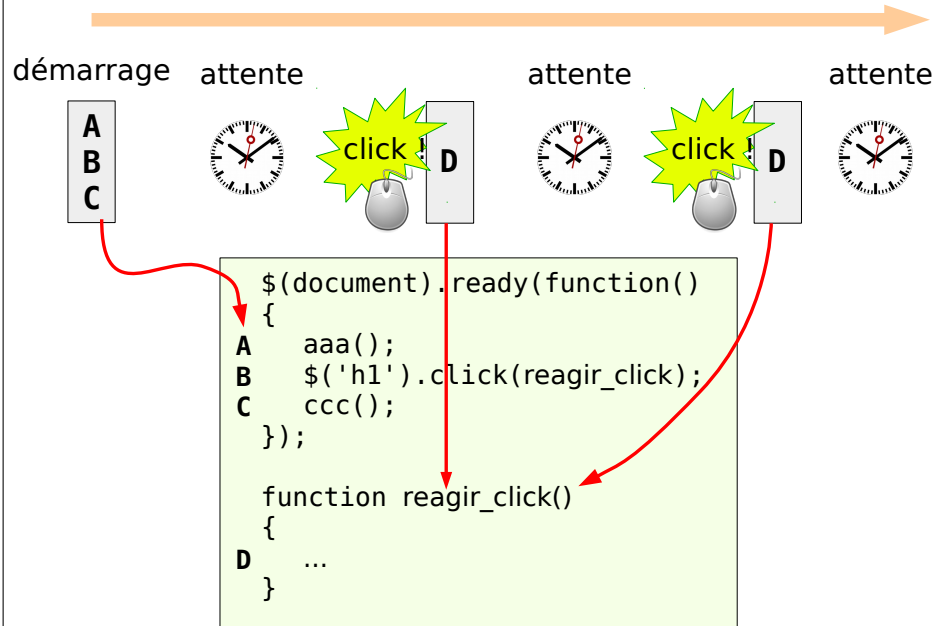 démarrage attente attente attente
A
B
C
click ! D
click ! D
$(document).ready(function()
{
A aaa();
B $('h1').click(reagir_click);
C ccc();
});
function reagir_click()
{
D ...
}